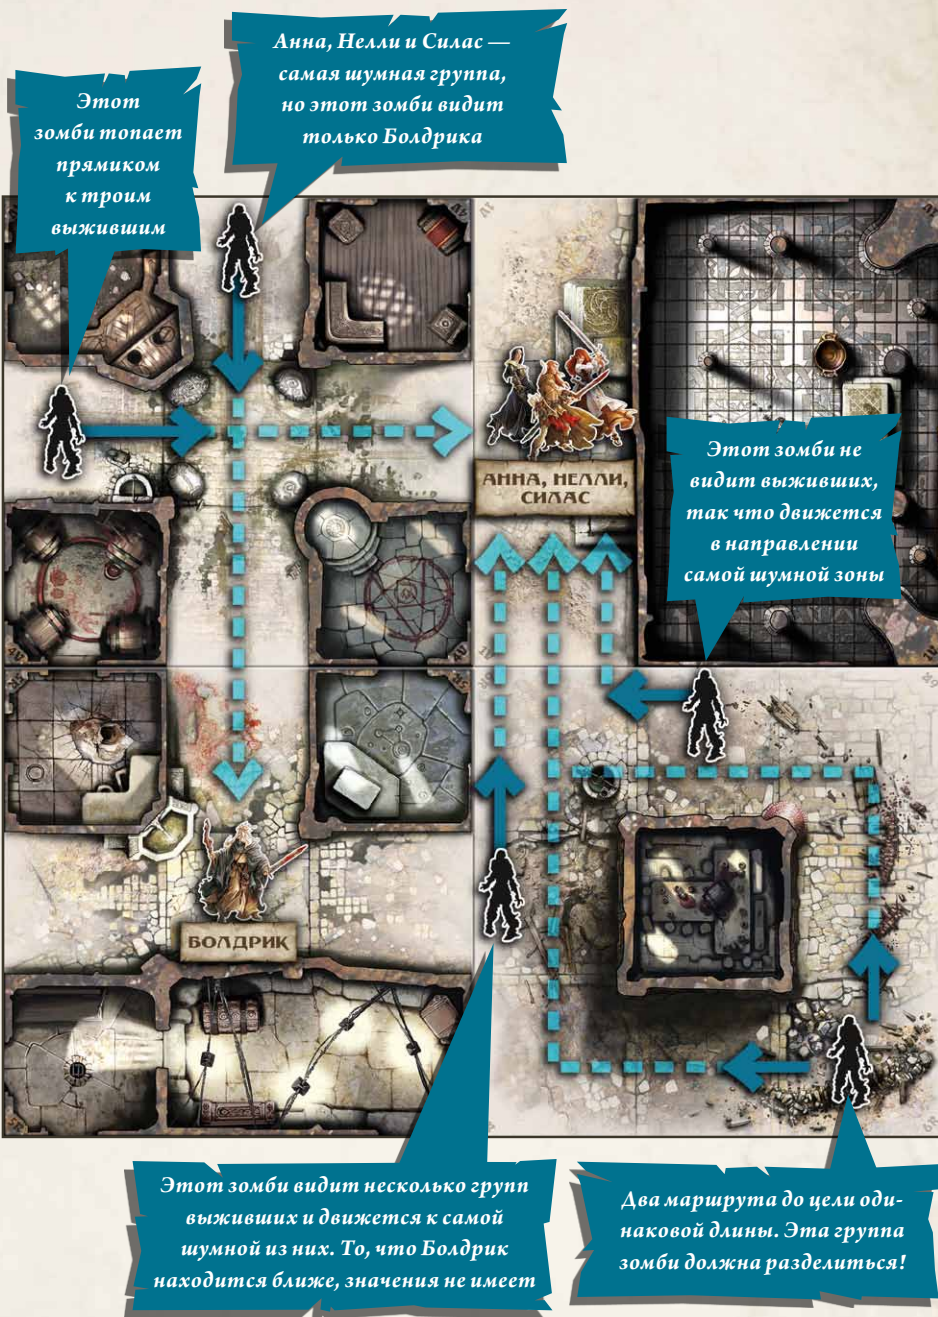 Анна, Нелли и Силас —
самая шумная группа,
но этот зомби видит
только Болдрика
Этот
зомби топает
прямиком
к троим
выжившим
АННА, НЕЛЛИ,
СИЛАС
Этот зомби не
видит выживших,
так что движется
в направлении
самой шумной зоны
БОЛДРИК
Этот зомби видит несколько групп
выживших и движется к самой
шумной из них. То, что Болдрик
находится ближе, значения не имеет
Два маршрута до цели оди-
наковой длины. Эта группа
зомби должна разделиться!